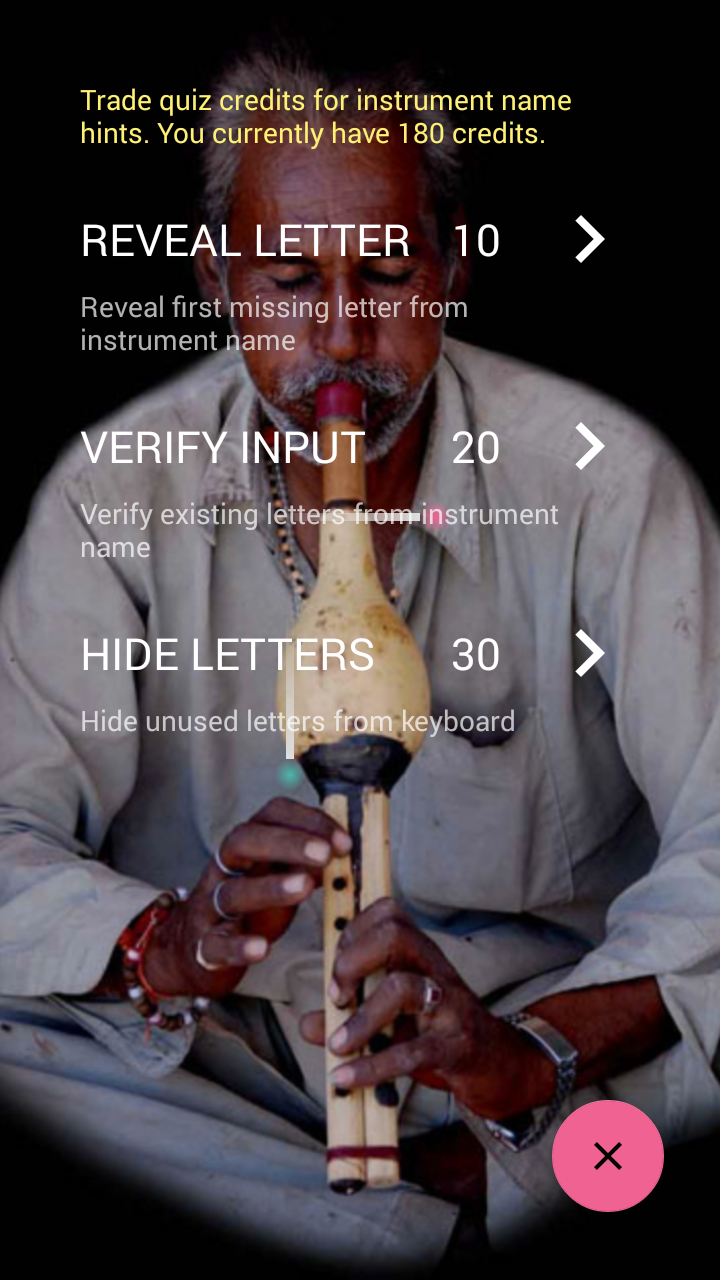 Trade quiz credits for instrument name
hints. You currently have 180 credits.
REVEAL LETTER 10
Reveal first missing letter from
instrument name
VERIFY INPUT 20
Verify existing letters from instrument
name
HIDE LETTERS 30
Hide unused letters from keyboard